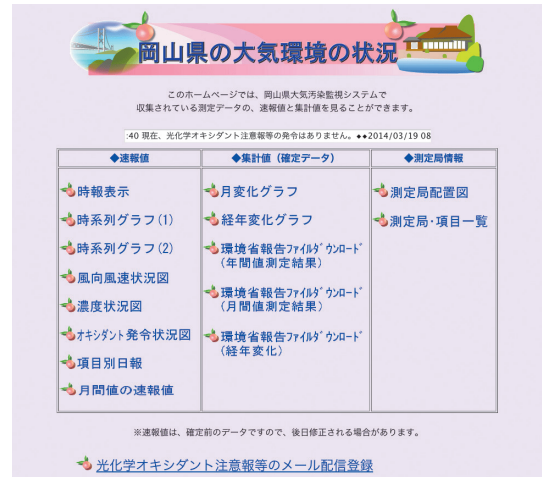 岡山県の大気環境の状況
このホームページでは、岡山県大気汚染監視システムで
収集されている測定データの、速報値と集計値を見ることができます。
:40 現在、光化学オキシダント注意報等の発令はありません。◆◆2014/03/19 08
◆速報値
時報表示
時系列グラフ(1)
時系列グラフ(2)
風向風速状況図
濃度状況図
ｵｷｼﾀﾞﾝﾄ発令状況図
項目別日報
月間値の速報値
◆集計値（確定データ）
月変化グラフ
経年変化グラフ
環境省報告ﾌｧｲﾙﾀﾞｳﾝﾛｰﾄﾞ
(年間値測定結果)
環境省報告ﾌｧｲﾙﾀﾞｳﾝﾛｰﾄﾞ
(月間値測定結果)
環境省報告ﾌｧｲﾙﾀﾞｳﾝﾛｰﾄﾞ
(経年変化)
◆測定局情報
測定局配置図
測定局･項目一覧
※速報値は、確定前のデータですので、後日修正される場合があります。
光化学オキシダント注意報等のメール配信登録